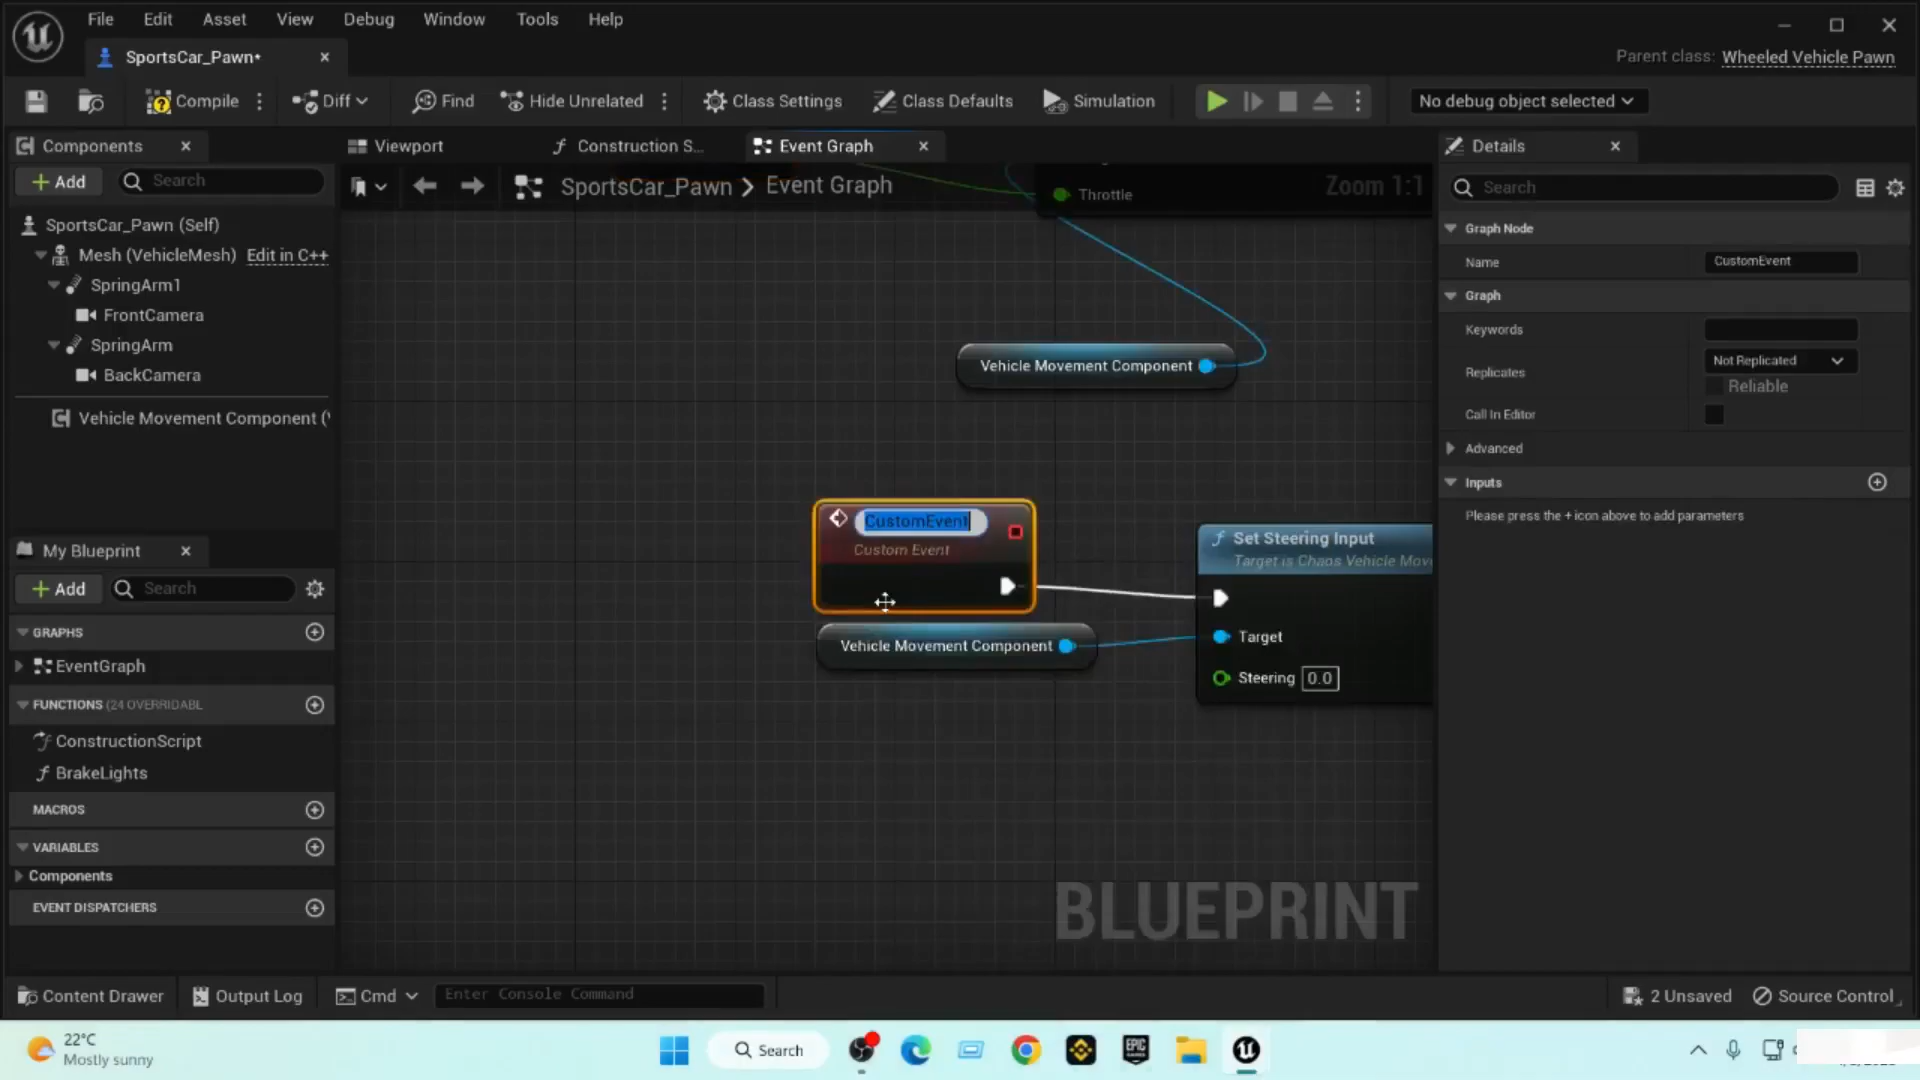 File Edit Asset View Debug Window Tools Help
SportsCar_Pawn*
Parent class: Wheeled Vehicle Pawn
Compile Diff Find Hide Unrelated Class Settings Class Defaults Simulation No debug object selected
Components Viewport Construction S... Event Graph Details
Add Search
SportsCar_Pawn > Event Graph
Zoom 1:1
Search
SportsCar_Pawn (Self)
Mesh (VehicleMesh) Edit in C++
SpringArm1
FrontCamera
SpringArm
BackCamera
Vehicle Movement Component (
My Blueprint
Add Search
GRAPHS
EventGraph
FUNCTIONS (24 OVERRIDABL
ConstructionScript
BrakeLights
MACROS
VARIABLES
Components
EVENT DISPATCHERS
Throttle
Vehicle Movement Component
CustomEvent
Custom Event
Vehicle Movement Component
Set Steering Input
Target is Chaos Vehicle Mov
Target
Steering 0.0
BLUEPRINT
Graph Node
Name CustomEvent
Graph
Keywords
Replicates Not Replicated
Reliable
Call In Editor
Advanced
Inputs
Please press the + icon above to add parameters
Content Drawer Output Log Cmd Enter Console Command 2 Unsaved Source Control
22°C
Mostly sunny
Search
EPIC
GAMES